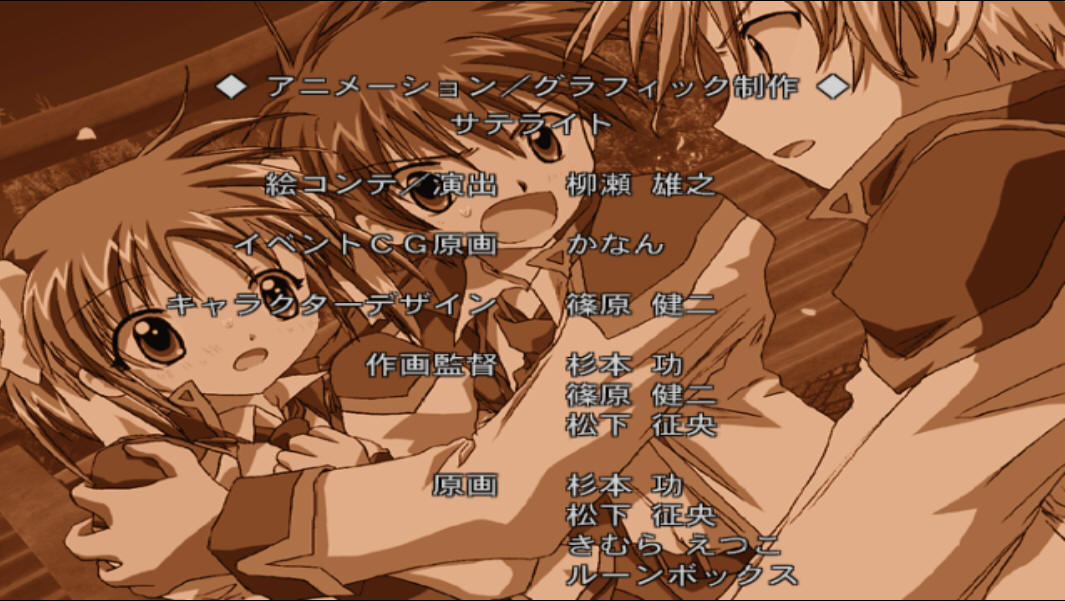 ◆ アニメーション／グラフィック制作 ◆
サテライト
絵コンテ／演出 柳瀬 雄之
イベントＣＧ原画 かなん
キャラクターデザイン 篠原 健二
作画監督 杉本 功
篠原 健二
松下 征央
原画 杉本 功
松下 征央
きむら えつこ
ルーンボックス